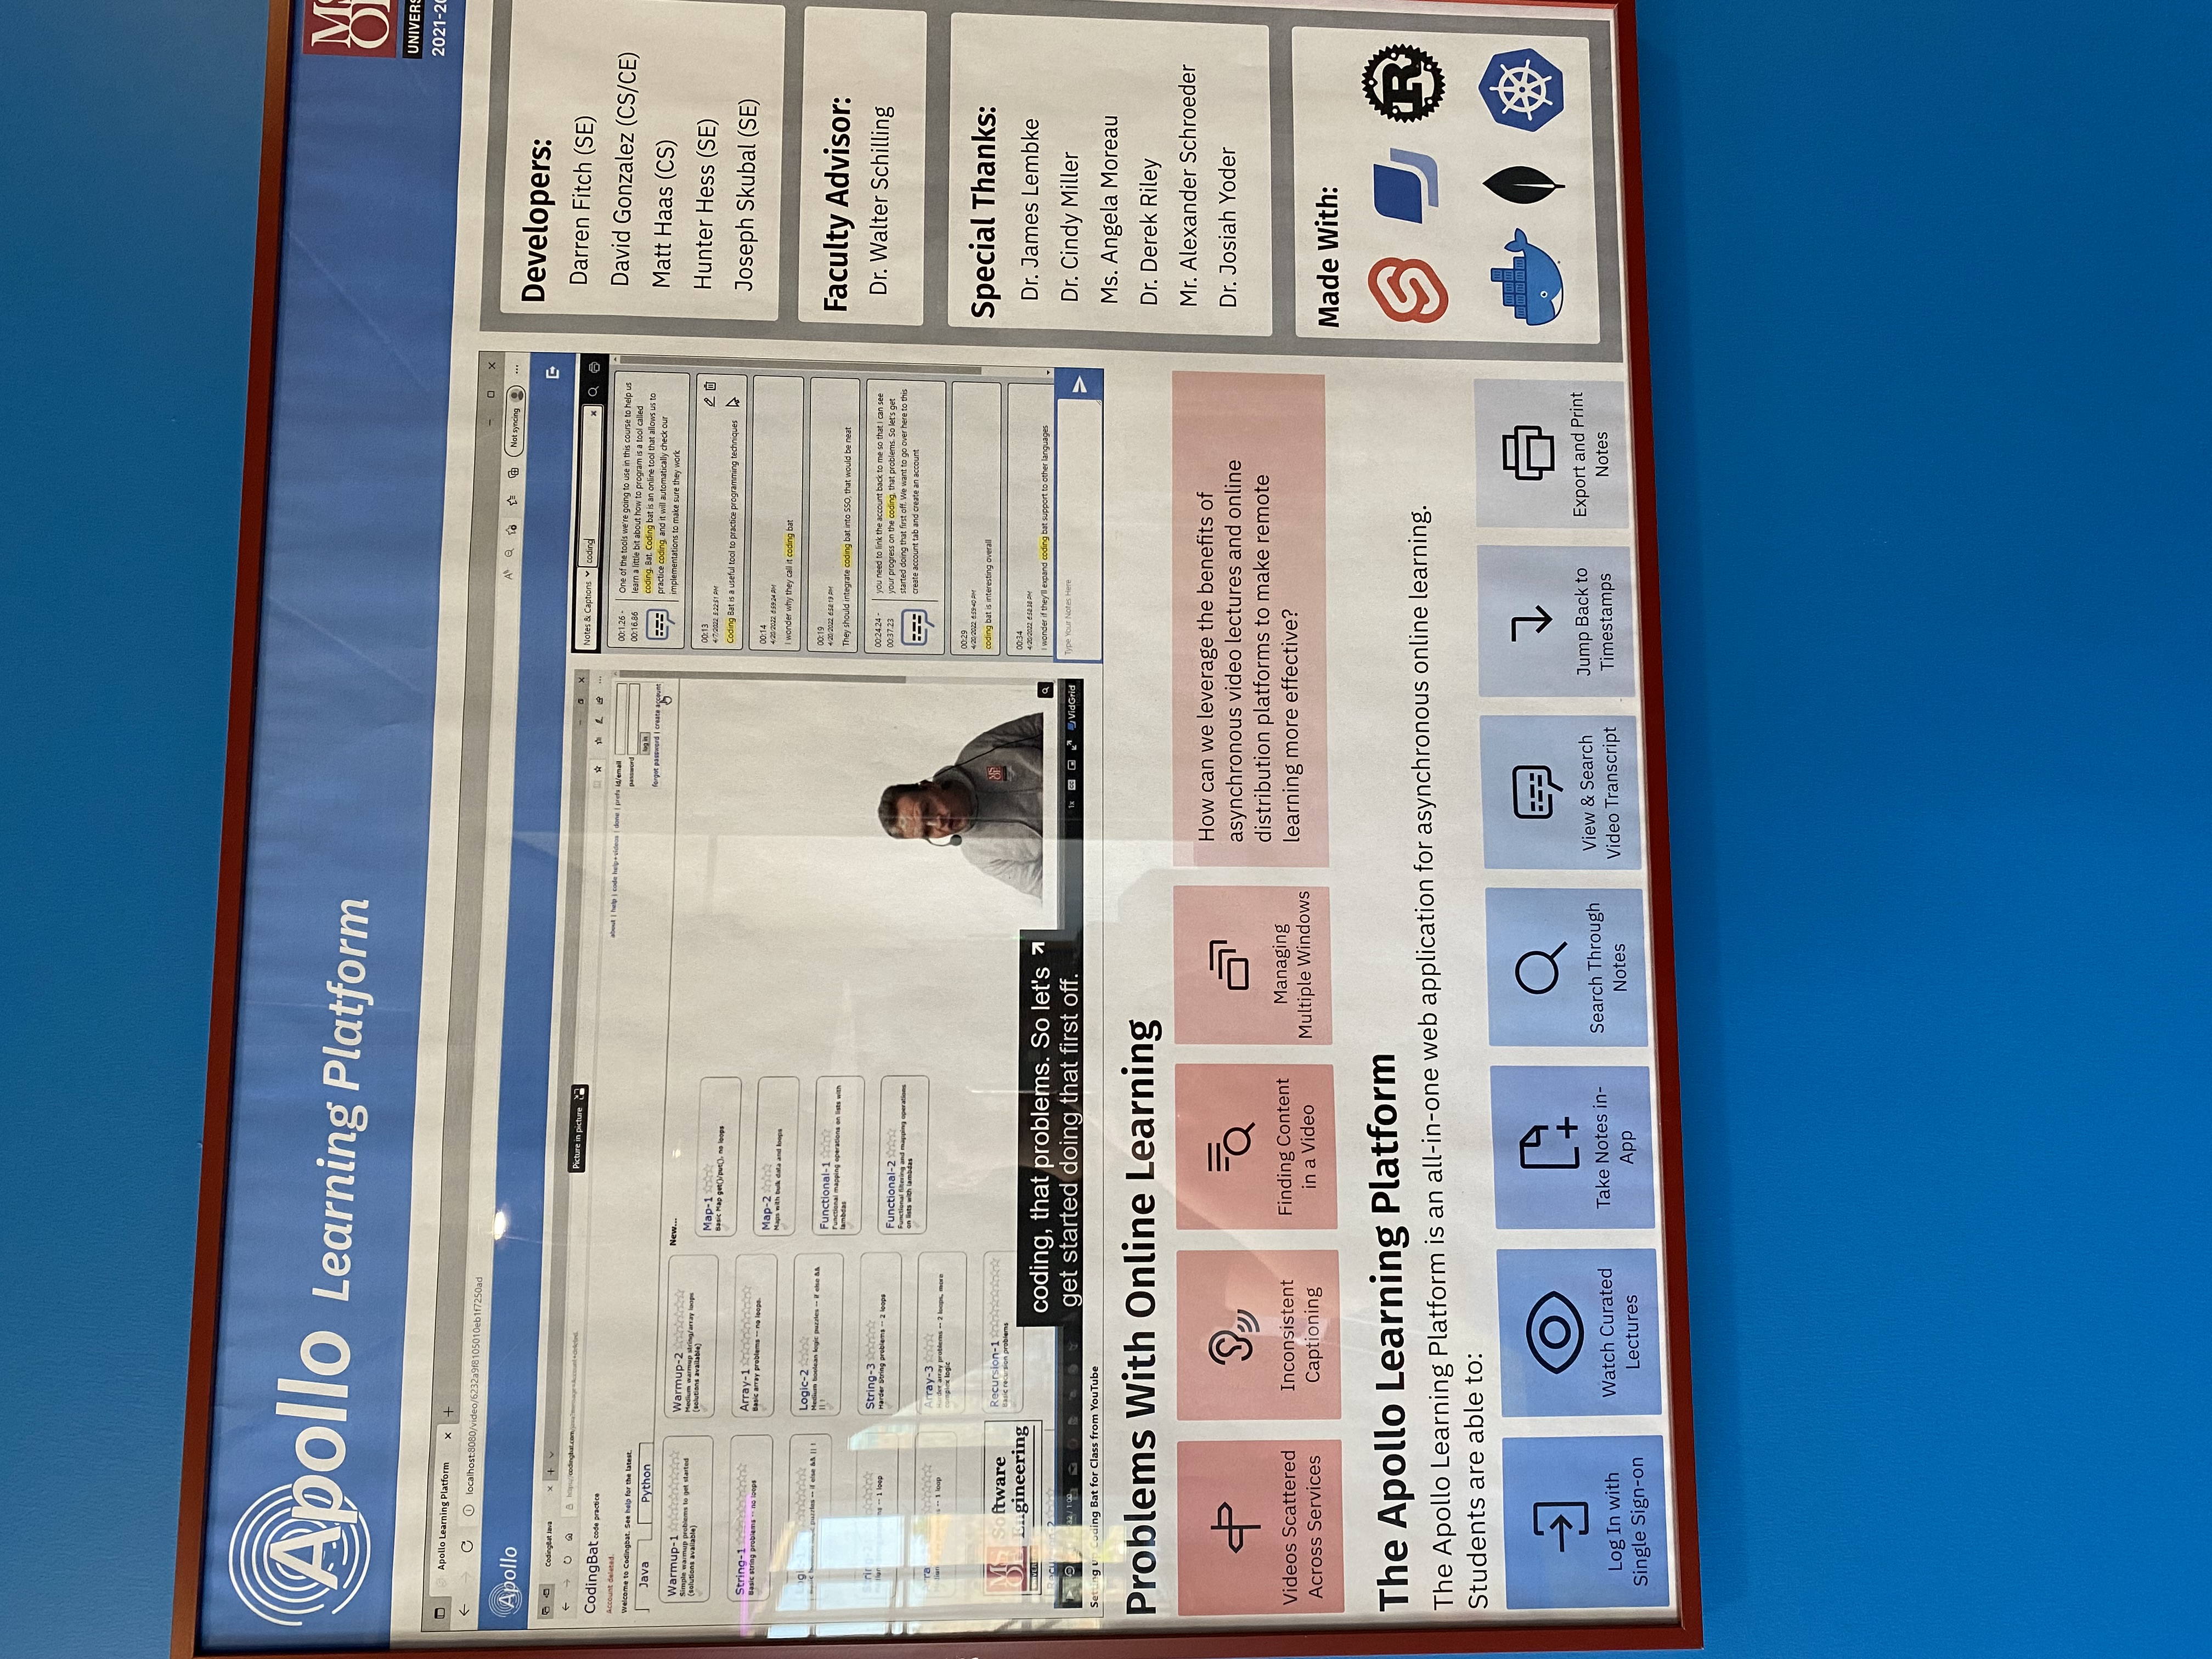 Apollo Learning Platform
MS
OE
UNIVERS
2021-20
Apollo Learning Platform
localhost:8080/video/6232a9f8105010eb1f7250ad
Not syncing
Apollo
CodingBat Java
Picture in picture
CodingBat code practice
Account deleted.
Welcome to Codingbat. See help for the latest.
about | help | code help+videos | done | prefs
id/email
password
log in
forgot password | create account
Java
Python
Warmup-1
Simple warmup problems to get started
(solutions available)
Warmup-2
Medium warmup string/array loops
(solutions available)
New...
Map-1
Basic Map get()/put(), no loops
String-1
Basic string problems -- no loops
Array-1
Basic array problems -- no loops.
Map-2
Maps with bulk data and loops
Logic-1
puzzles -- if else && || !
Logic-2
Medium boolean logic puzzles -- if else &&
|| !
Functional-1
Functional mapping operations on lists with
lambdas
-- 1 loop
String-3
Harder String problems -- 2 loops
Functional-2
Functional filtering and mapping operations
on lists with lambdas
-- 1 loop
Array-3
Harder array problems -- 2 loops, more
complex logic
Recursion-1
Basic recursion problems
MS
OE
Software
Engineering
coding, that problems. So let's
get started doing that first off.
/ 1:00
1x
VidGrid
Setting up Coding Bat for Class from YouTube
Notes & Captions
coding
00:1.26 -
00:16.86
One of the tools we're going to use in this course to help us
learn a little bit about how to program is a tool called
coding. Bat. Coding bat is an online tool that allows us to
practice coding, and it will automatically check our
implementations to make sure they work
00:13
4/7/2022, 5:22:51 PM
Coding Bat is a useful tool to practice programming techniques
00:14
4/20/2022, 6:59:24 PM
I wonder why they call it coding bat
00:19
4/20/2022, 6:58:19 PM
They should integrate coding bat into SSO, that would be neat
00:24.24 -
00:37.23
you need to link the account back to me so that I can see
your progress on the coding, that problems. So let's get
started doing that first off. We want to go over here to this
create account tab and create an account
00:29
4/20/2022, 6:59:40 PM
coding bat is interesting overall
00:34
4/20/2022, 6:58:38 PM
I wonder if they'll expand coding bat support to other languages
Type Your Notes Here
Problems With Online Learning
Videos Scattered
Across Services
Inconsistent
Captioning
Finding Content
in a Video
Managing
Multiple Windows
How can we leverage the benefits of
asynchronous video lectures and online
distribution platforms to make remote
learning more effective?
The Apollo Learning Platform
The Apollo Learning Platform is an all-in-one web application for asynchronous online learning.
Students are able to:
Log In with
Single Sign-on
Watch Curated
Lectures
Take Notes in-
App
Search Through
Notes
View & Search
Video Transcript
Jump Back to
Timestamps
Export and Print
Notes
Developers:
Darren Fitch (SE)
David Gonzalez (CS/CE)
Matt Haas (CS)
Hunter Hess (SE)
Joseph Skubal (SE)
Faculty Advisor:
Dr. Walter Schilling
Special Thanks:
Dr. James Lembke
Dr. Cindy Miller
Ms. Angela Moreau
Dr. Derek Riley
Mr. Alexander Schroeder
Dr. Josiah Yoder
Made With: